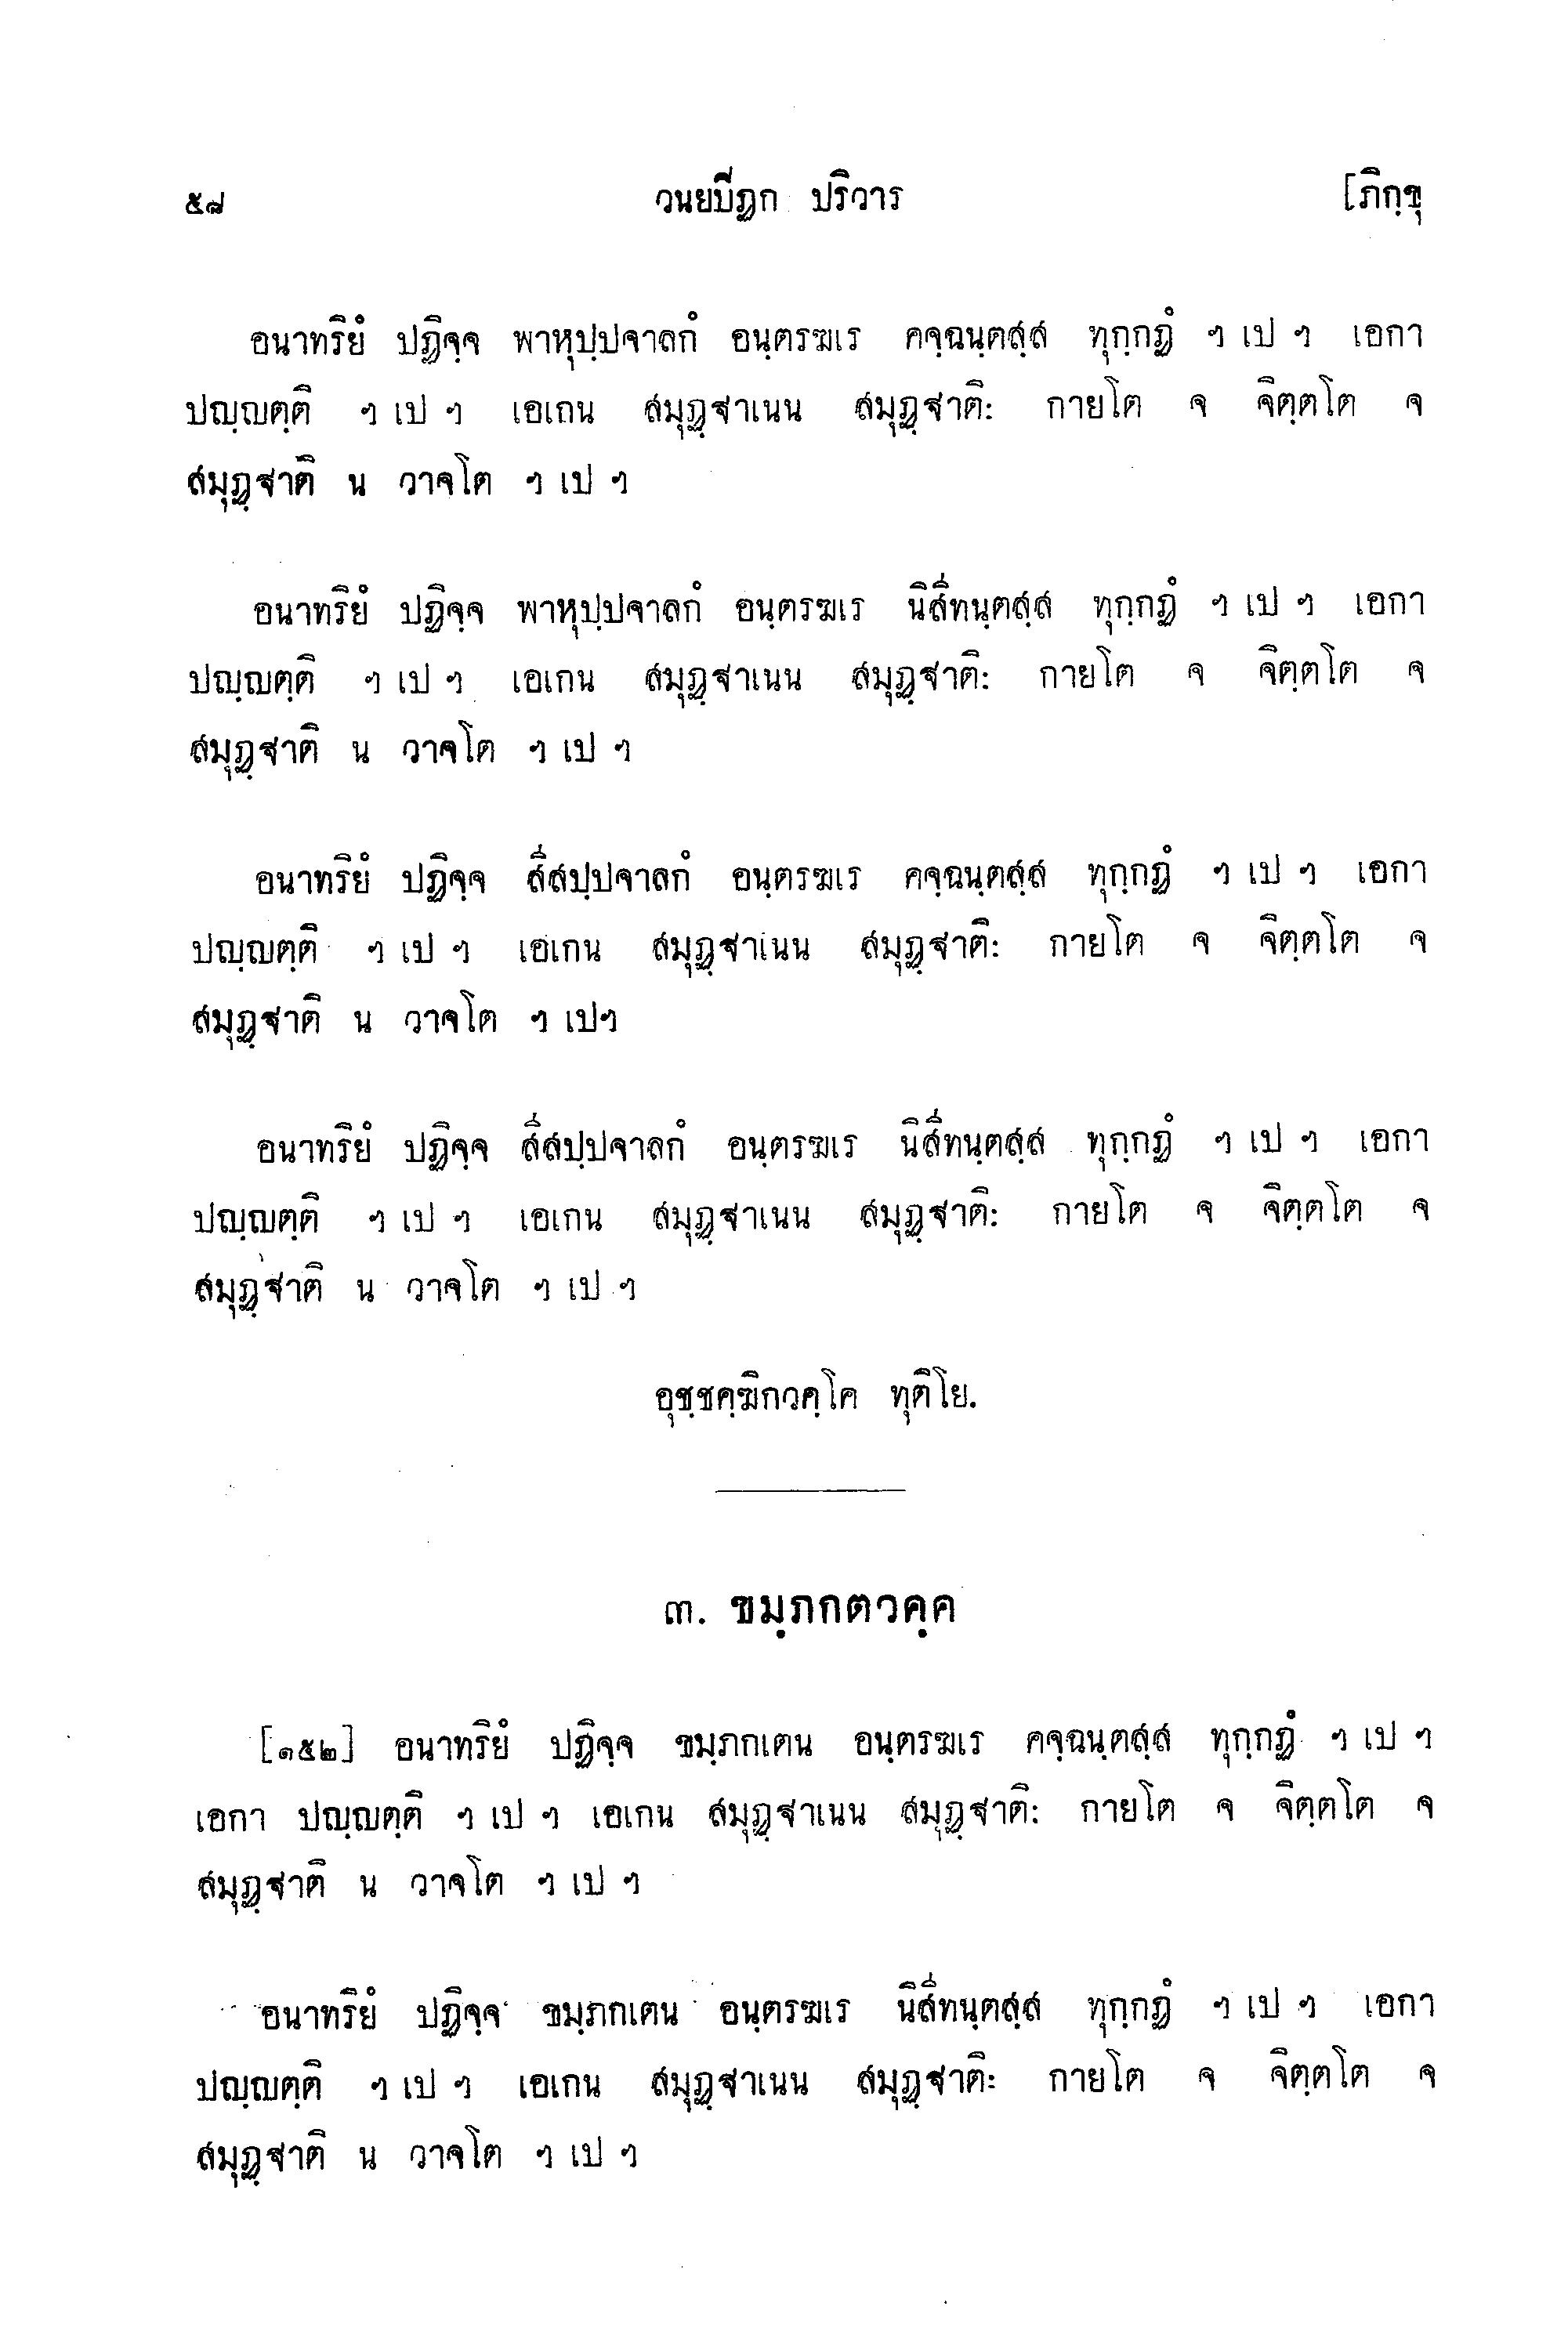 ๕๘ วนยปีฏก ปริวาร [ภิกฺขุ
อนาทริยํ ปฏิจฺจ พาหุปฺปจาลกํ อนฺตรฆเร คจฺฉนฺตสฺส ทุกฺกฏํ ฯ เป ฯ เอกา
ปญฺญตฺติ ฯ เป ฯ เอเกน สมุฏฺฐาเนน สมุฏฺฐาติ: กายโต จ จิตฺตโต จ
สมุฏฺฐาติ น วาจโต ฯ เป ฯ
อนาทริยํ ปฏิจฺจ พาหุปฺปจาลกํ อนฺตรฆเร นิสีทนฺตสฺส ทุกฺกฏํ ฯ เป ฯ เอกา
ปญฺญตฺติ ฯ เป ฯ เอเกน สมุฏฺฐาเนน สมุฏฺฐาติ: กายโต จ จิตฺตโต จ
สมุฏฺฐาติ น วาจโต ฯ เป ฯ
อนาทริยํ ปฏิจฺจ สีสปฺปจาลกํ อนฺตรฆเร คจฺฉนฺตสฺส ทุกฺกฏํ ฯ เป ฯ เอกา
ปญฺญตฺติ ฯ เป ฯ เอเกน สมุฏฺฐาเนน สมุฏฺฐาติ: กายโต จ จิตฺตโต จ
สมุฏฺฐาติ น วาจโต ฯ เปฯ
อนาทริยํ ปฏิจฺจ สีสปฺปจาลกํ อนฺตรฆเร นิสีทนฺตสฺส ทุกฺกฏํ ฯ เป ฯ เอกา
ปญฺญตฺติ ฯ เป ฯ เอเกน สมุฏฺฐาเนน สมุฏฺฐาติ: กายโต จ จิตฺตโต จ
สมุฏฺฐาติ น วาจโต ฯ เป ฯ
อุชฺชคฺฆิกวคฺโค ทุติโย.
๓. ขมฺภกตวคฺค
[๑๕๒] อนาทริยํ ปฏิจฺจ ขมฺภกเตน อนฺตรฆเร คจฺฉนฺตสฺส ทุกฺกฏํ ฯ เป ฯ
เอกา ปญฺญตฺติ ฯ เป ฯ เอเกน สมุฏฺฐาเนน สมุฏฺฐาติ: กายโต จ จิตฺตโต จ
สมุฏฺฐาติ น วาจโต ฯ เป ฯ
อนาทริยํ ปฏิจฺจ ขมฺภกเตน อนฺตรฆเร นิสีทนฺตสฺส ทุกฺกฏํ ฯ เป ฯ เอกา
ปญฺญตฺติ ฯ เป ฯ เอเกน สมุฏฺฐาเนน สมุฏฺฐาติ: กายโต จ จิตฺตโต จ
สมุฏฺฐาติ น วาจโต ฯ เป ฯ